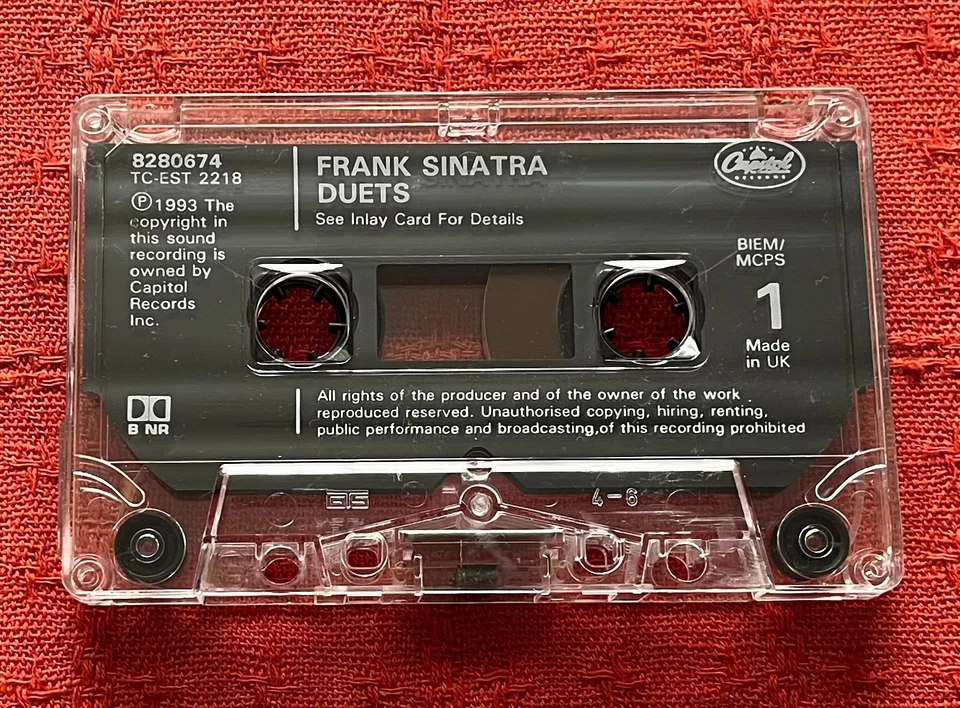 8280674
TC-EST 2218
Ⓟ1993 The
copyright in
this sound
recording is
owned by
Capitol
Records
Inc.
FRANK SINATRA
DUETS
See Inlay Card For Details
Capitol
RECORDS
BIEM/
MCPS
1
Made
in UK
B NR
All rights of the producer and of the owner of the work
reproduced reserved. Unauthorised copying, hiring, renting,
public performance and broadcasting,of this recording prohibited
4-6